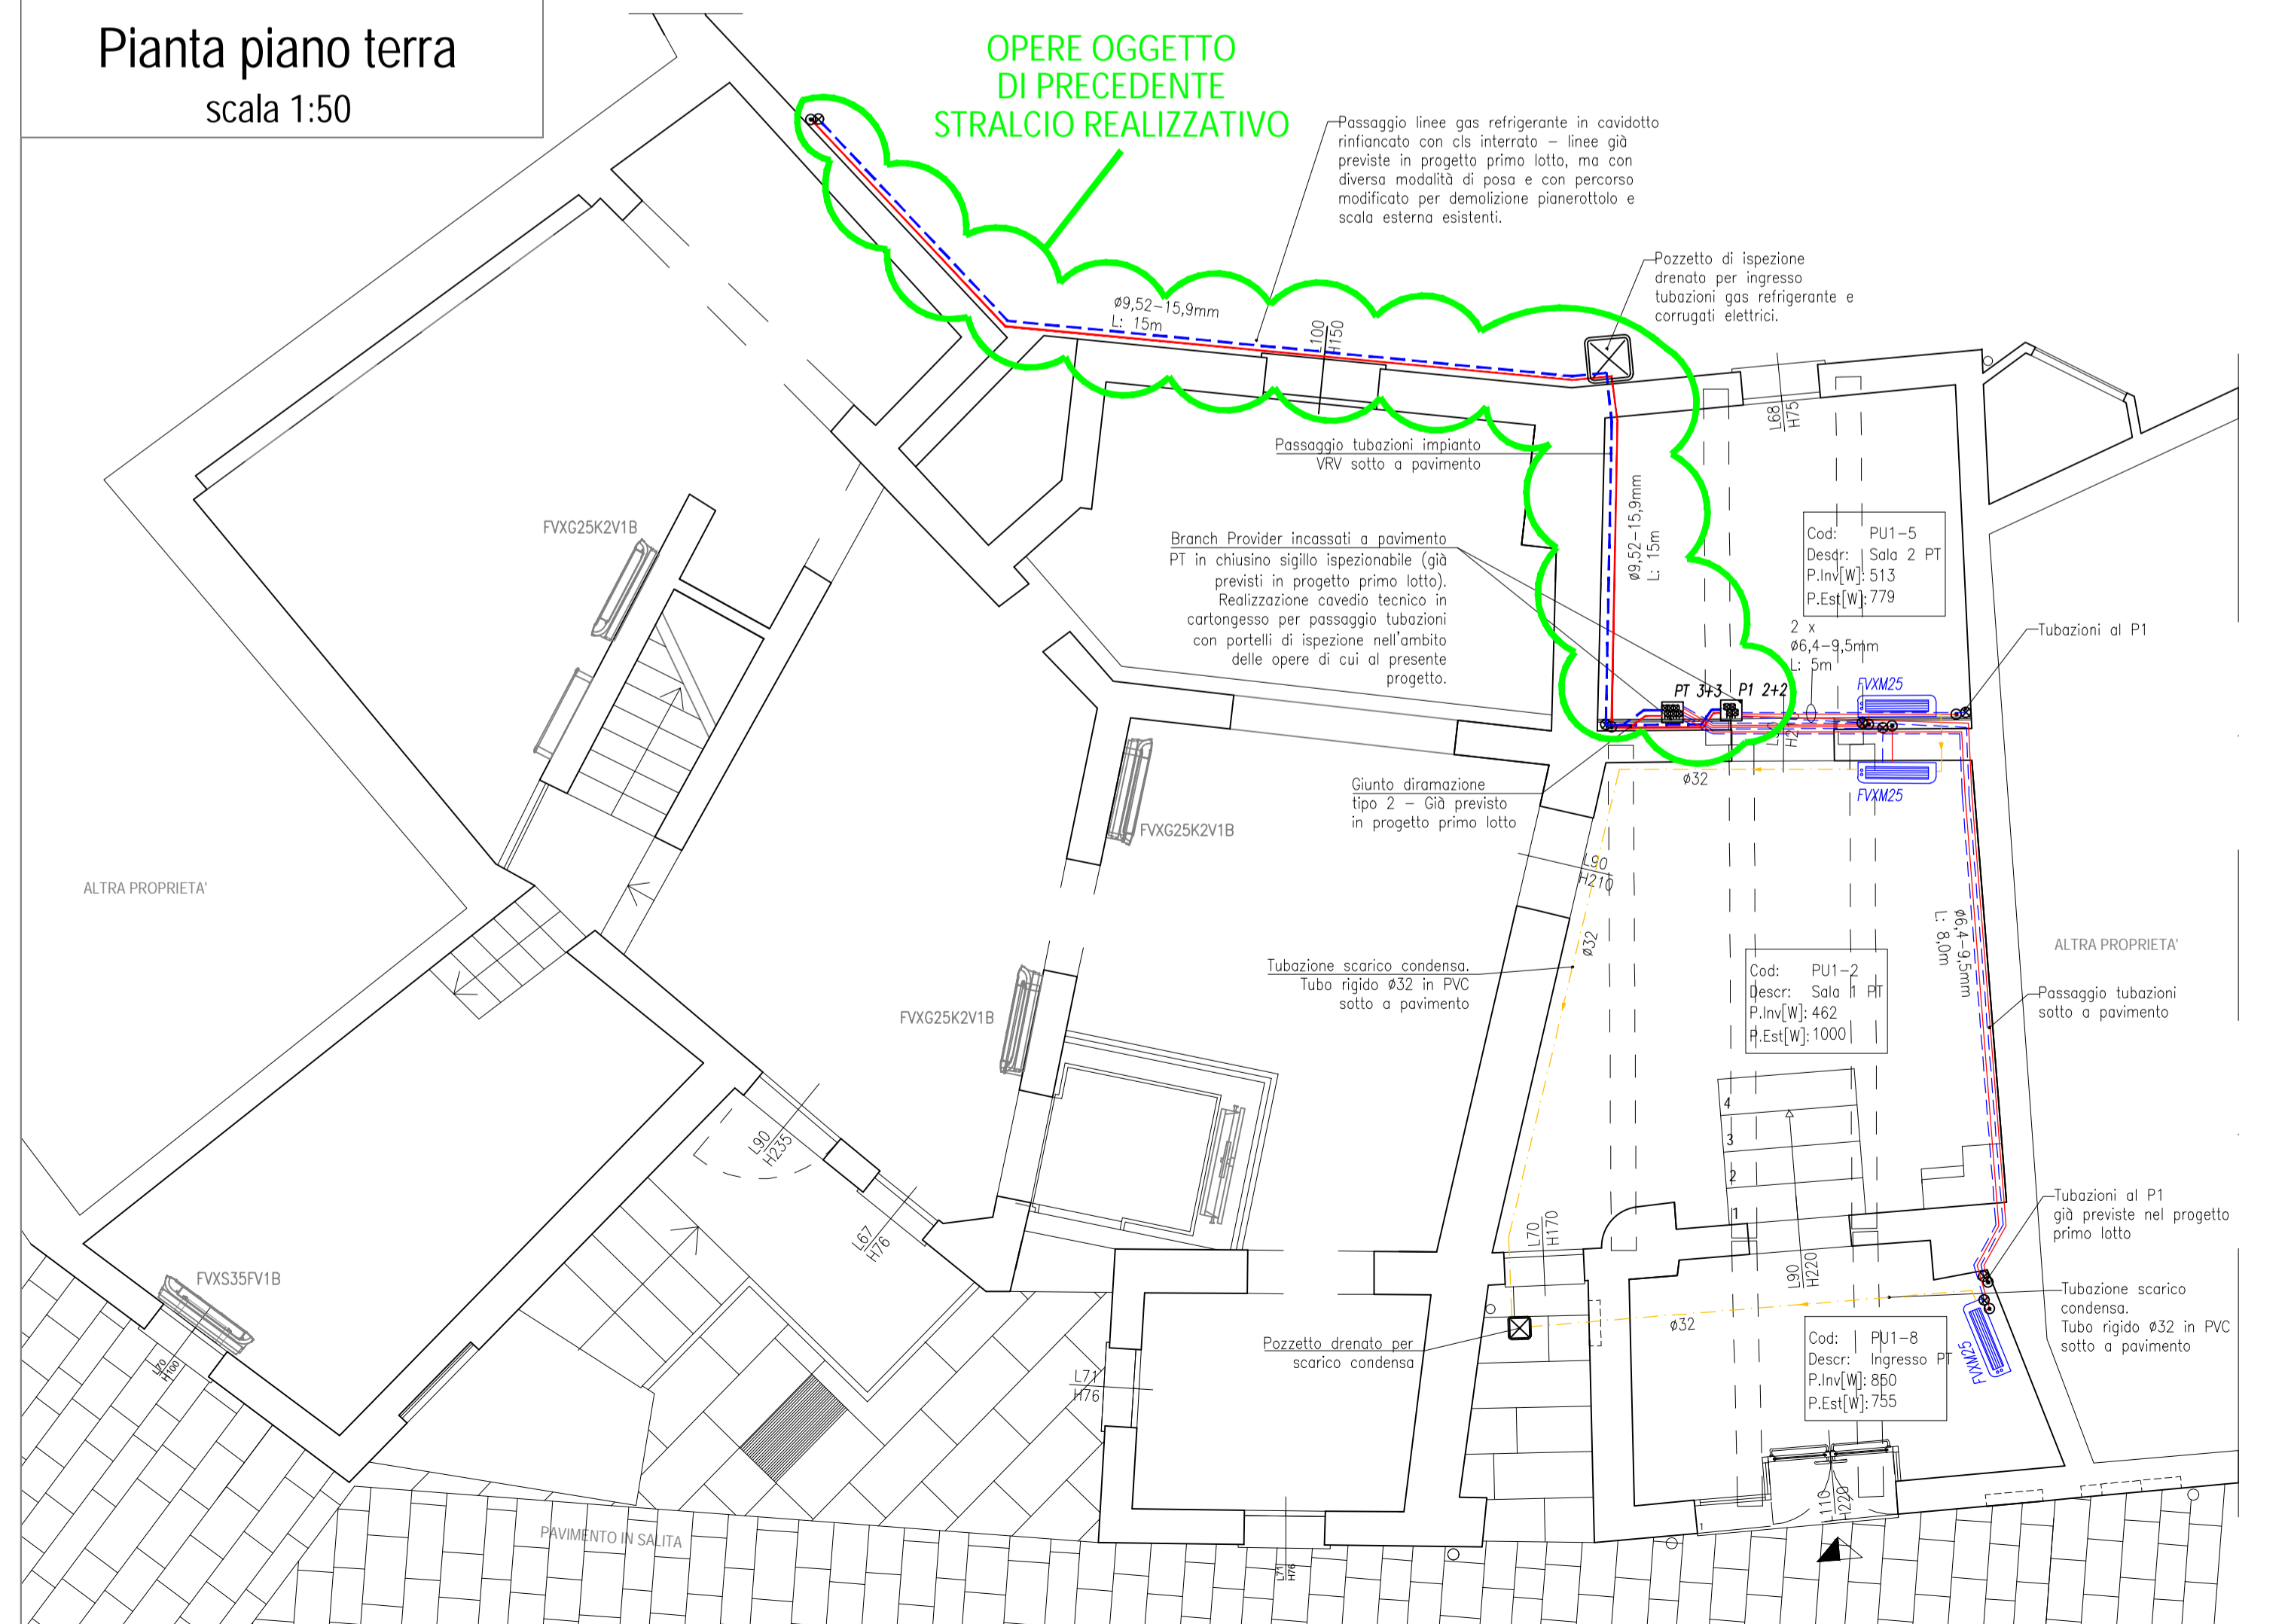 Pianta piano terra
scala 1:50
OPERE OGGETTO
DI PRECEDENTE
STRALCIO REALIZZATIVO
Passaggio linee gas refrigerante in cavidotto
rinfiancato con cls interrato – linee già
previste in progetto primo lotto, ma con
diversa modalità di posa e con percorso
modificato per demolizione pianerottolo e
scala esterna esistenti.
Pozzetto di ispezione
drenato per ingresso
tubazioni gas refrigerante e
corrugati elettrici.
ø9,52–15,9mm
L: 15m
L100
H150
L68
H75
Passaggio tubazioni impianto
VRV sotto a pavimento
ø9,52–15,9mm
L: 15m
FVXG25K2V1B
Branch Provider incassati a pavimento
PT in chiusino sigillo ispezionabile (già
previsti in progetto primo lotto).
Realizzazione cavedio tecnico in
cartongesso per passaggio tubazioni
con portelli di ispezione nell'ambito
delle opere di cui al presente
progetto.
Cod: PU1–5
Descr: Sala 2 PT
P.Inv[W]: 513
P.Est[W]: 779
2 x
ø6,4–9,5mm
L: 5m
Tubazioni al P1
FVXM25
PT 3+3
P1 2+2
ø32
FVXM25
Giunto diramazione
tipo 2 – Già previsto
in progetto primo lotto
FVXG25K2V1B
L90
H210
ALTRA PROPRIETA'
ø32
ø6,4–9,5mm
L: 8,0m
ALTRA PROPRIETA'
Tubazione scarico condensa.
Tubo rigido ø32 in PVC
sotto a pavimento
Cod: PU1–2
Descr: Sala 1 PT
P.Inv[W]: 462
P.Est[W]: 1000
Passaggio tubazioni
sotto a pavimento
FVXG25K2V1B
4
3
2
1
L90
H235
L67
H76
L70
H170
L90
H220
Tubazioni al P1
già previste nel progetto
primo lotto
FVXS35FV1B
L70
H100
Tubazione scarico
condensa.
Tubo rigido ø32 in PVC
sotto a pavimento
ø32
Pozzetto drenato per
scarico condensa
Cod: PU1–8
Descr: Ingresso PT
P.Inv[W]: 850
P.Est[W]: 755
FVXM25
L71
H76
L110
H220
1
PAVIMENTO IN SALITA
L71
H76